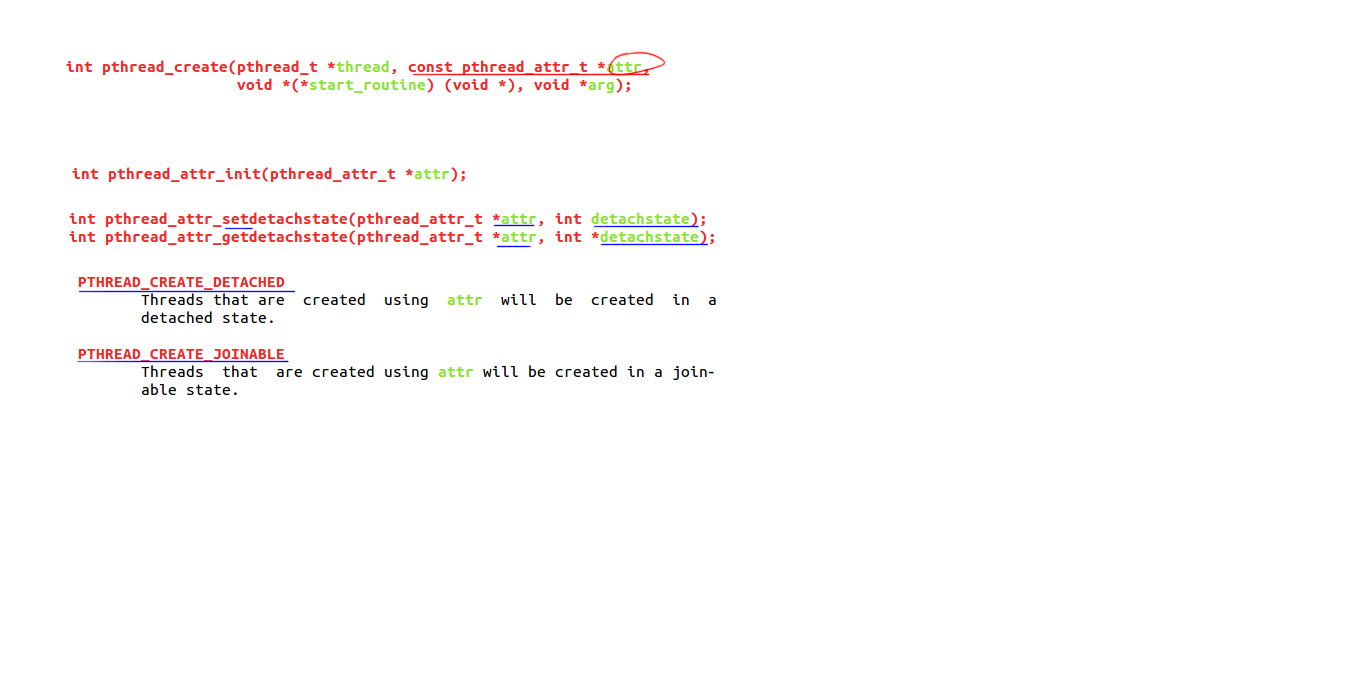 int pthread_create(pthread_t *thread, const pthread_attr_t *attr,
void *(*start_routine) (void *), void *arg);
int pthread_attr_init(pthread_attr_t *attr);
int pthread_attr_setdetachstate(pthread_attr_t *attr, int detachstate);
int pthread_attr_getdetachstate(pthread_attr_t *attr, int *detachstate);
PTHREAD_CREATE_DETACHED
Threads that are created using attr will be created in a
detached state.
PTHREAD_CREATE_JOINABLE
Threads that are created using attr will be created in a join-
able state.